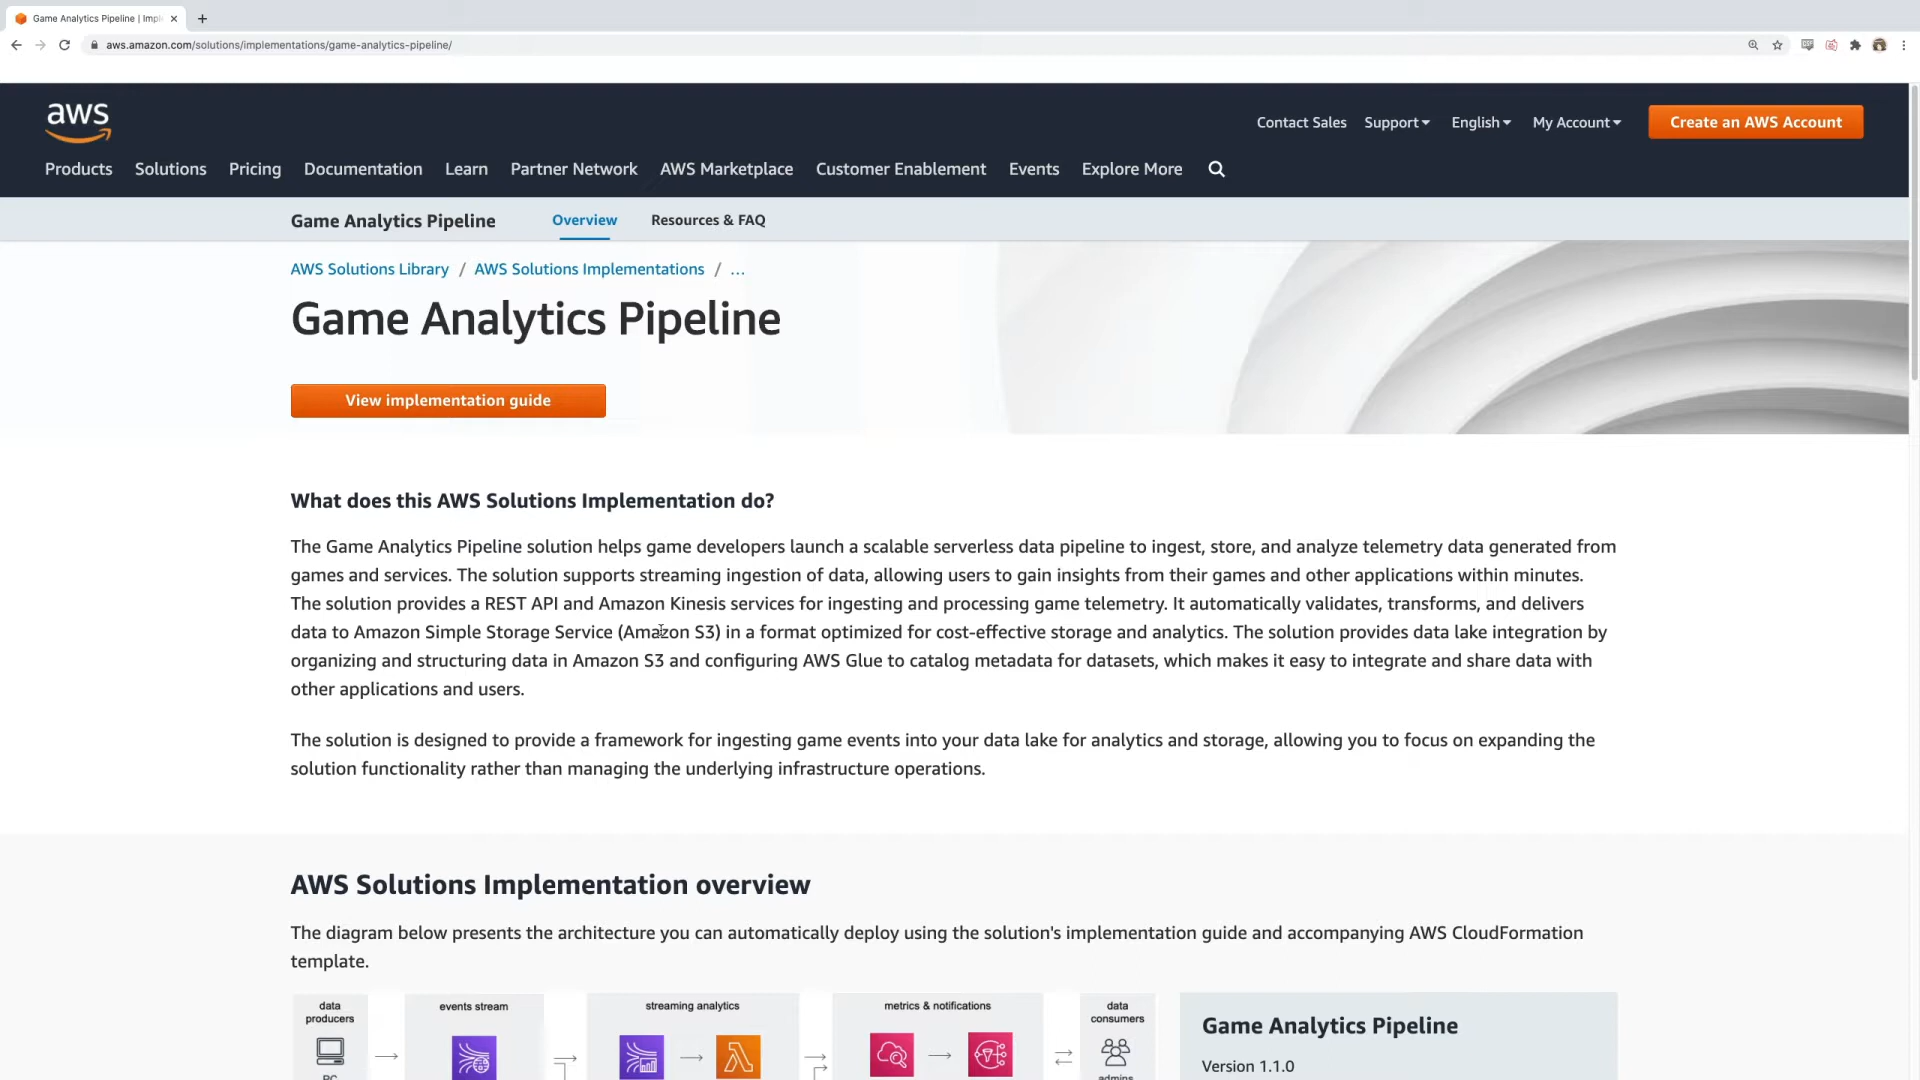 Game Analytics Pipeline | Imple
aws.amazon.com/solutions/implementations/game-analytics-pipeline/
aws
Contact Sales Support English My Account Create an AWS Account
Products Solutions Pricing Documentation Learn Partner Network AWS Marketplace Customer Enablement Events Explore More
Game Analytics Pipeline Overview Resources & FAQ
AWS Solutions Library / AWS Solutions Implementations / ...
Game Analytics Pipeline
View implementation guide
What does this AWS Solutions Implementation do?
The Game Analytics Pipeline solution helps game developers launch a scalable serverless data pipeline to ingest, store, and analyze telemetry data generated from
games and services. The solution supports streaming ingestion of data, allowing users to gain insights from their games and other applications within minutes.
The solution provides a REST API and Amazon Kinesis services for ingesting and processing game telemetry. It automatically validates, transforms, and delivers
data to Amazon Simple Storage Service (Amazon S3) in a format optimized for cost-effective storage and analytics. The solution provides data lake integration by
organizing and structuring data in Amazon S3 and configuring AWS Glue to catalog metadata for datasets, which makes it easy to integrate and share data with
other applications and users.
The solution is designed to provide a framework for ingesting game events into your data lake for analytics and storage, allowing you to focus on expanding the
solution functionality rather than managing the underlying infrastructure operations.
AWS Solutions Implementation overview
The diagram below presents the architecture you can automatically deploy using the solution's implementation guide and accompanying AWS CloudFormation
template.
data
producers
PC
events stream
streaming analytics
metrics & notifications
data
consumers
admins
Game Analytics Pipeline
Version 1.1.0